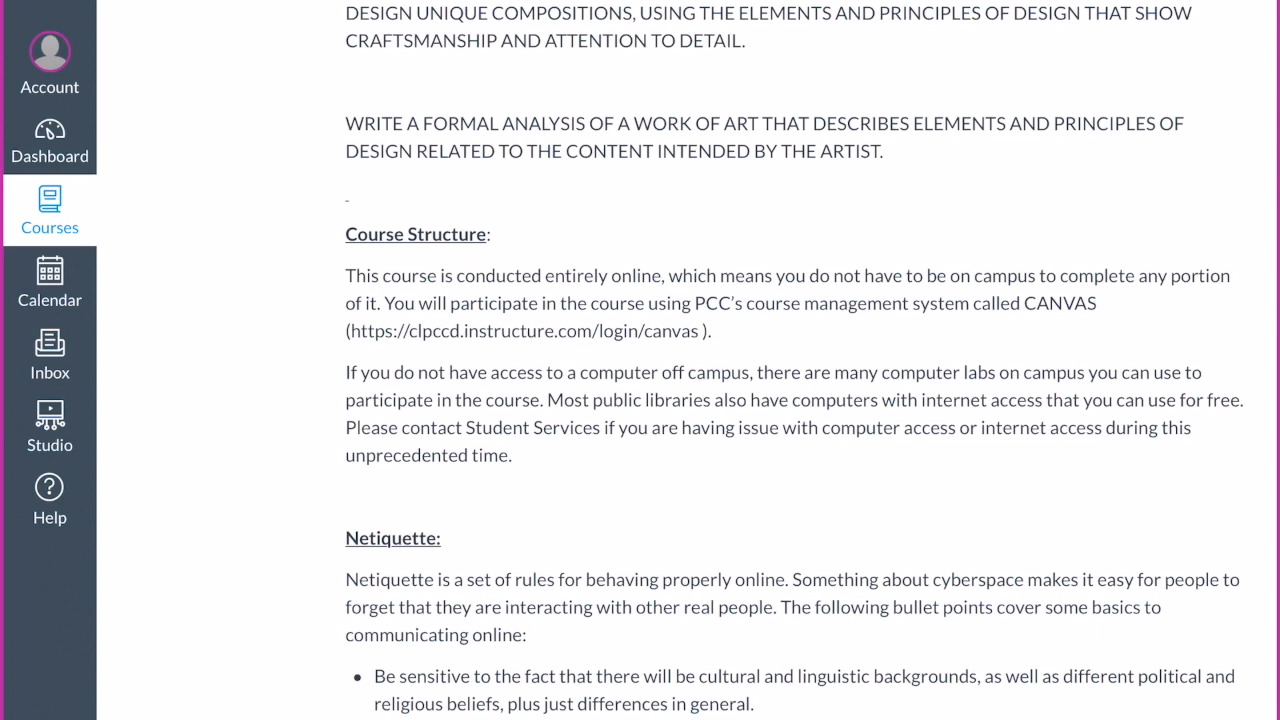 Account
Dashboard
Courses
Calendar
Inbox
Studio
Help
DESIGN UNIQUE COMPOSITIONS, USING THE ELEMENTS AND PRINCIPLES OF DESIGN THAT SHOW
CRAFTSMANSHIP AND ATTENTION TO DETAIL.
WRITE A FORMAL ANALYSIS OF A WORK OF ART THAT DESCRIBES ELEMENTS AND PRINCIPLES OF
DESIGN RELATED TO THE CONTENT INTENDED BY THE ARTIST.
Course Structure:
This course is conducted entirely online, which means you do not have to be on campus to complete any portion
of it. You will participate in the course using PCC's course management system called CANVAS
(https://clpccd.instructure.com/login/canvas ).
If you do not have access to a computer off campus, there are many computer labs on campus you can use to
participate in the course. Most public libraries also have computers with internet access that you can use for free.
Please contact Student Services if you are having issue with computer access or internet access during this
unprecedented time.
Netiquette:
Netiquette is a set of rules for behaving properly online. Something about cyberspace makes it easy for people to
forget that they are interacting with other real people. The following bullet points cover some basics to
communicating online:
• Be sensitive to the fact that there will be cultural and linguistic backgrounds, as well as different political and
religious beliefs, plus just differences in general.